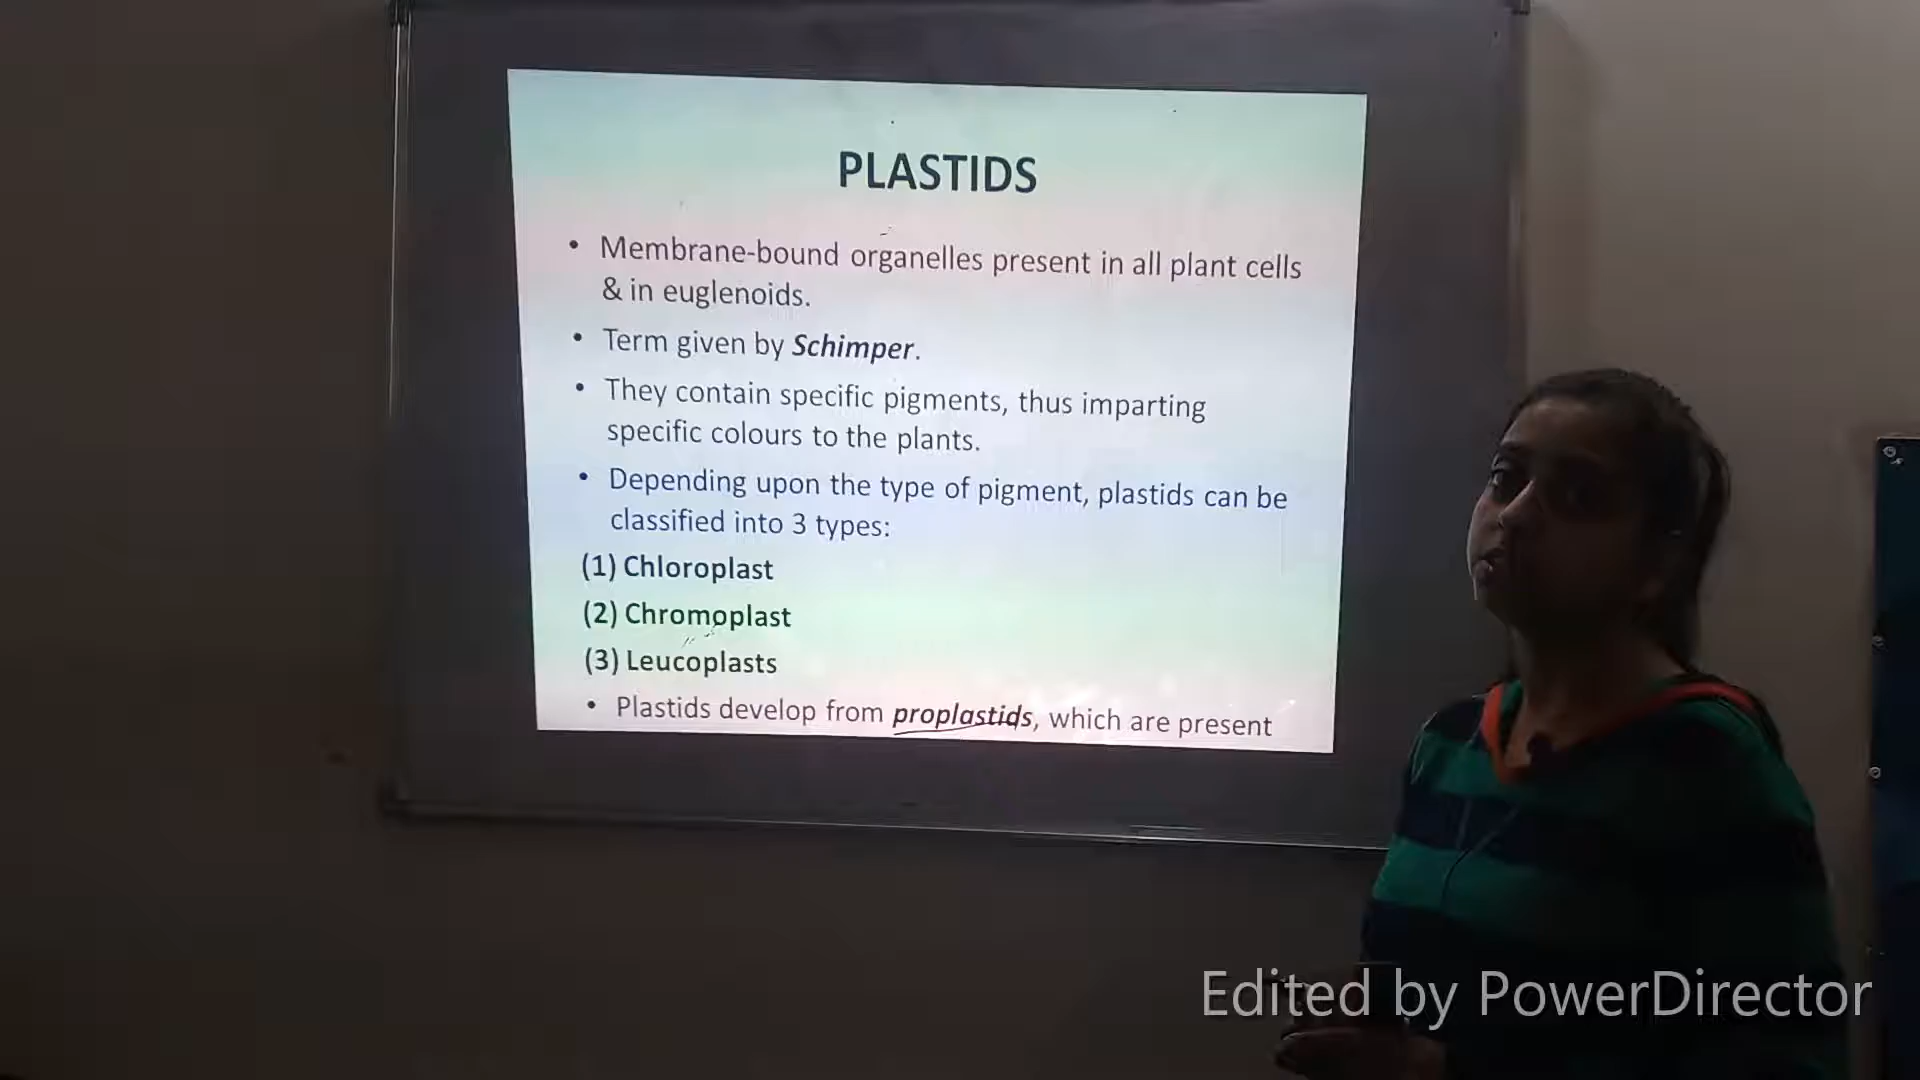 PLASTIDS
• Membrane-bound organelles present in all plant cells
& in euglenoids.
• Term given by Schimper.
• They contain specific pigments, thus imparting
specific colours to the plants.
• Depending upon the type of pigment, plastids can be
classified into 3 types:
(1) Chloroplast
(2) Chromoplast
(3) Leucoplasts
• Plastids develop from proplastids, which are present
Edited by PowerDirector